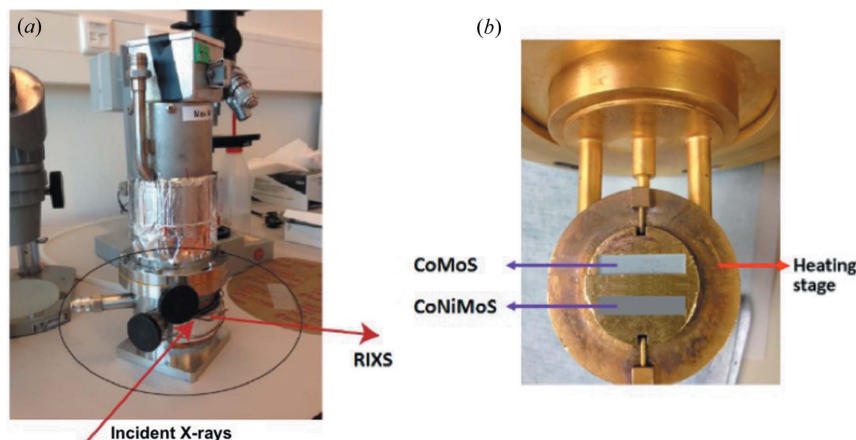 (a)
(b)
CoMoS
CoNiMoS
Heating
stage
RIXS
Incident X-rays